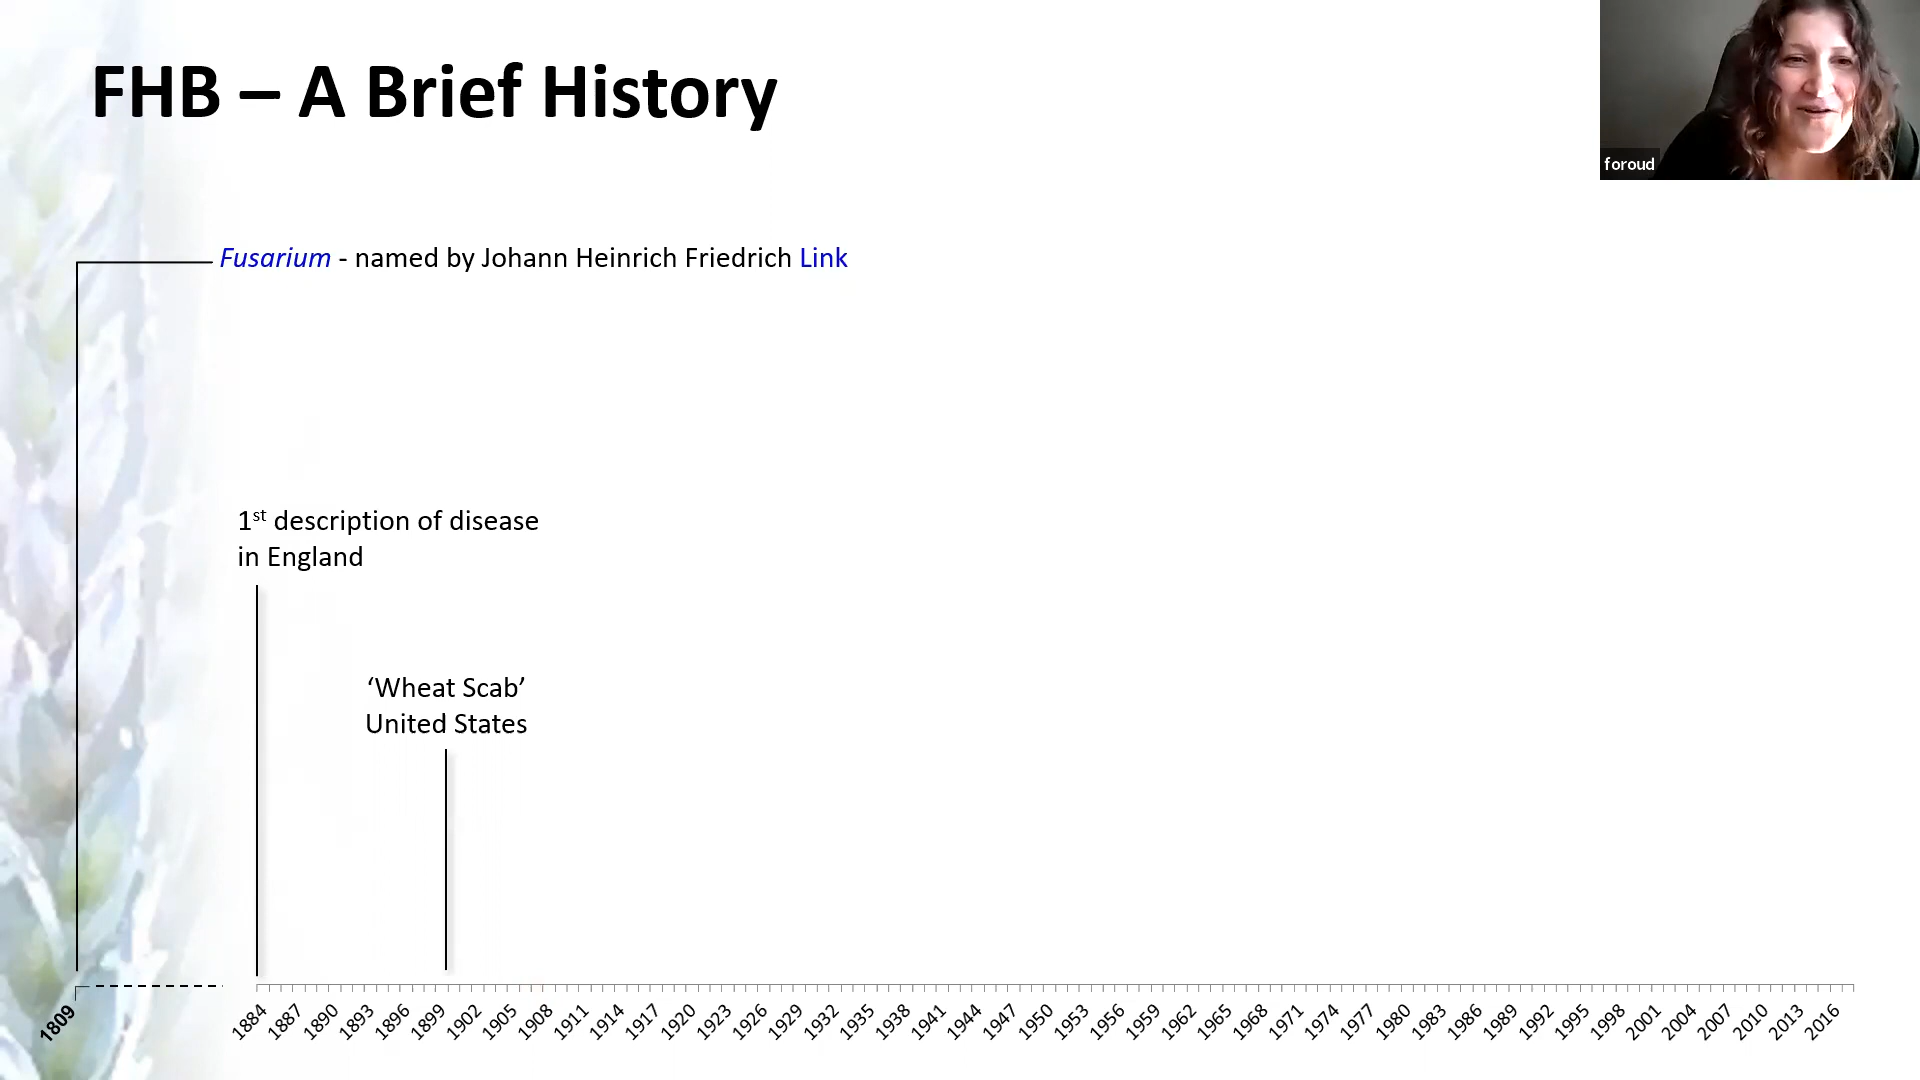 FHB – A Brief History
foroud
Fusarium - named by Johann Heinrich Friedrich Link
1st description of disease
in England
‘Wheat Scab’
United States
1809 1884 1887 1890 1893 1896 1899 1902 1905 1908 1911 1914 1917 1920 1923 1926 1929 1932 1935 1938 1941 1944 1947 1950 1953 1956 1959 1962 1965 1968 1971 1974 1977 1980 1983 1986 1989 1992 1995 1998 2001 2004 2007 2010 2013 2016